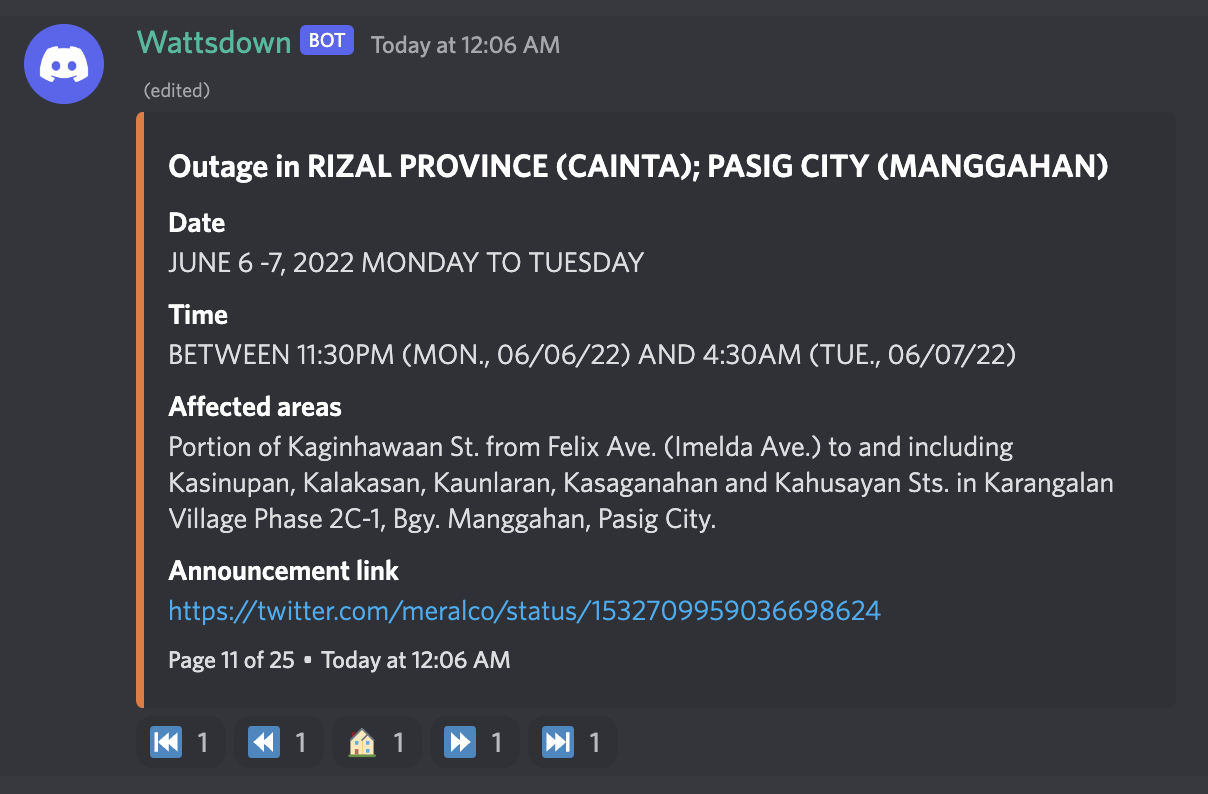 Wattsdown BOT Today at 12:06 AM
(edited)
Outage in RIZAL PROVINCE (CAINTA); PASIG CITY (MANGGAHAN)
Date
JUNE 6 -7, 2022 MONDAY TO TUESDAY
Time
BETWEEN 11:30PM (MON., 06/06/22) AND 4:30AM (TUE., 06/07/22)
Affected areas
Portion of Kaginhawaan St. from Felix Ave. (Imelda Ave.) to and including
Kasinupan, Kalakasan, Kaunlaran, Kasaganahan and Kahusayan Sts. in Karangalan
Village Phase 2C-1, Bgy. Manggahan, Pasig City.
Announcement link
https://twitter.com/meralco/status/1532709959036698624
Page 11 of 25 • Today at 12:06 AM
1 1 1 1 1